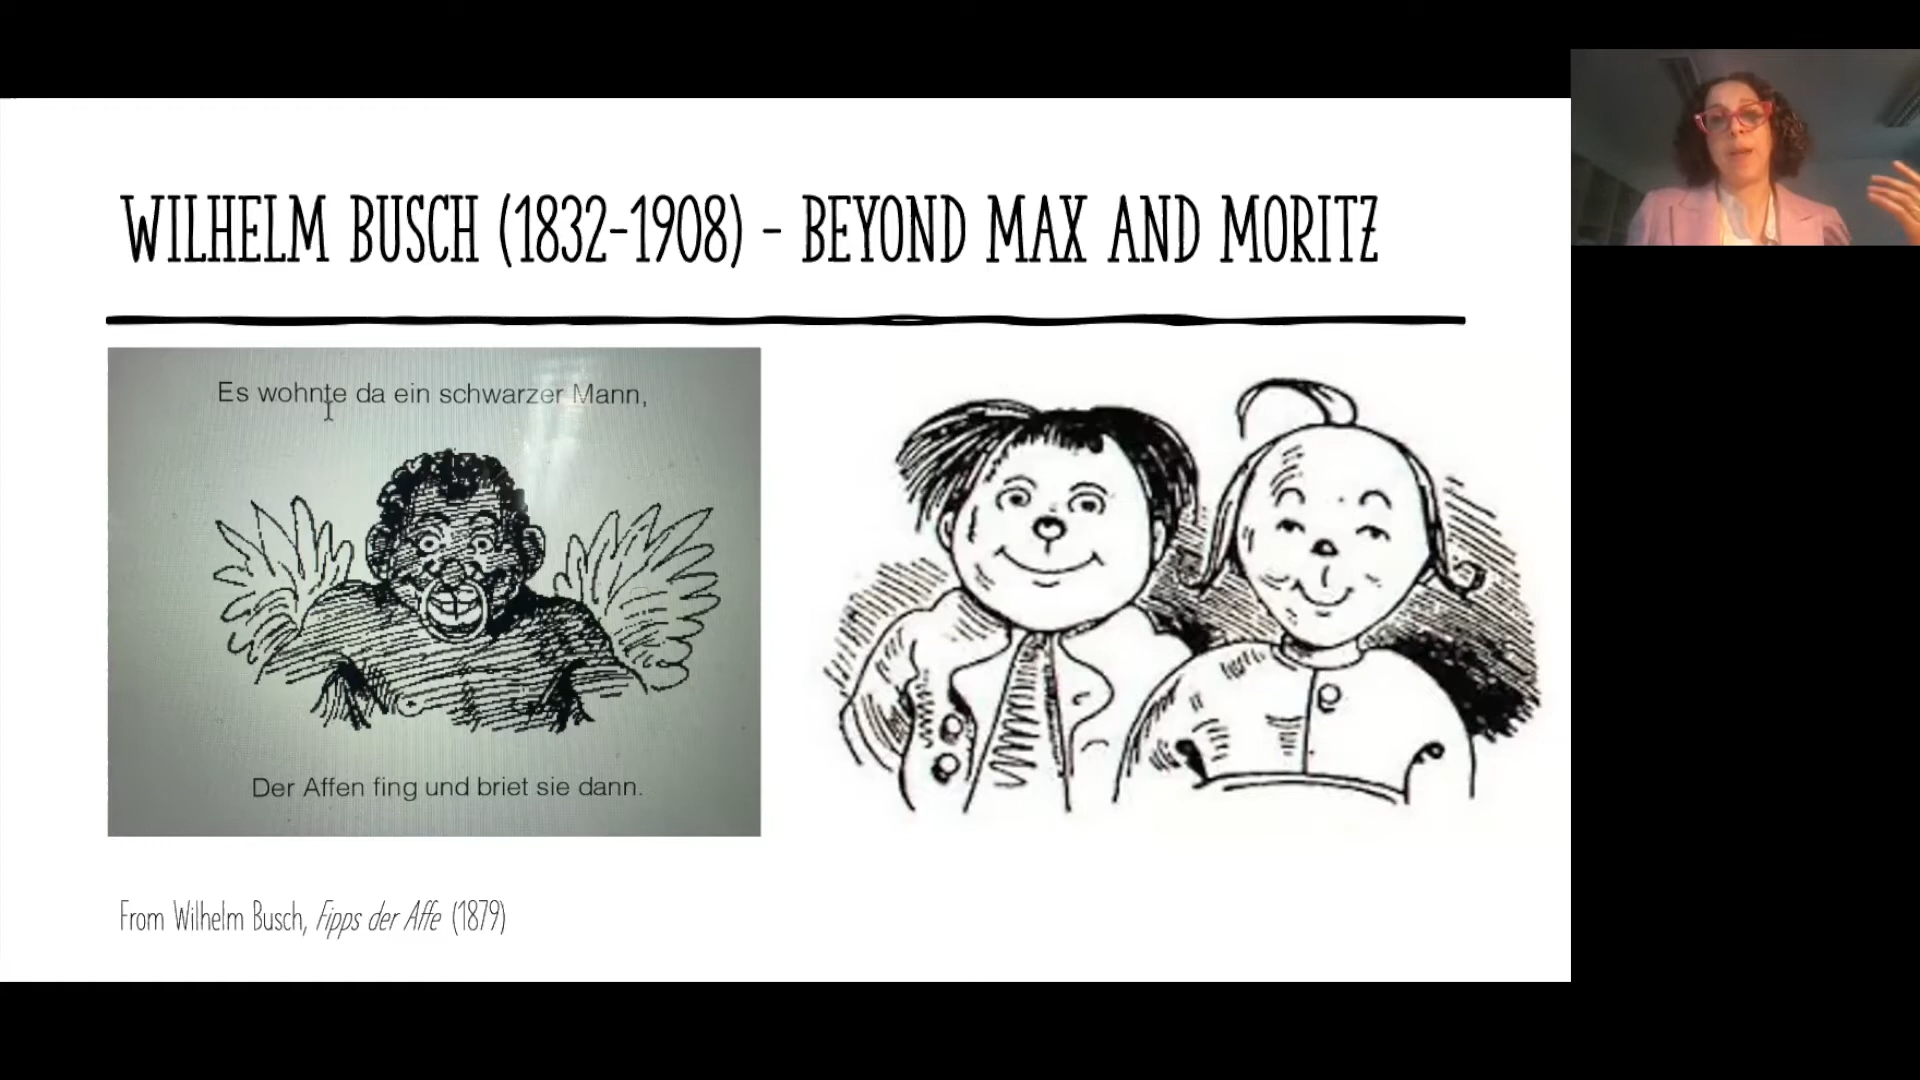 WILHELM BUSCH (1832-1908) - BEYOND MAX AND MORITZ
Es wohnte da ein schwarzer Mann,
Der Affen fing und briet sie dann.
From Wilhelm Busch, Fipps der Affe (1879)